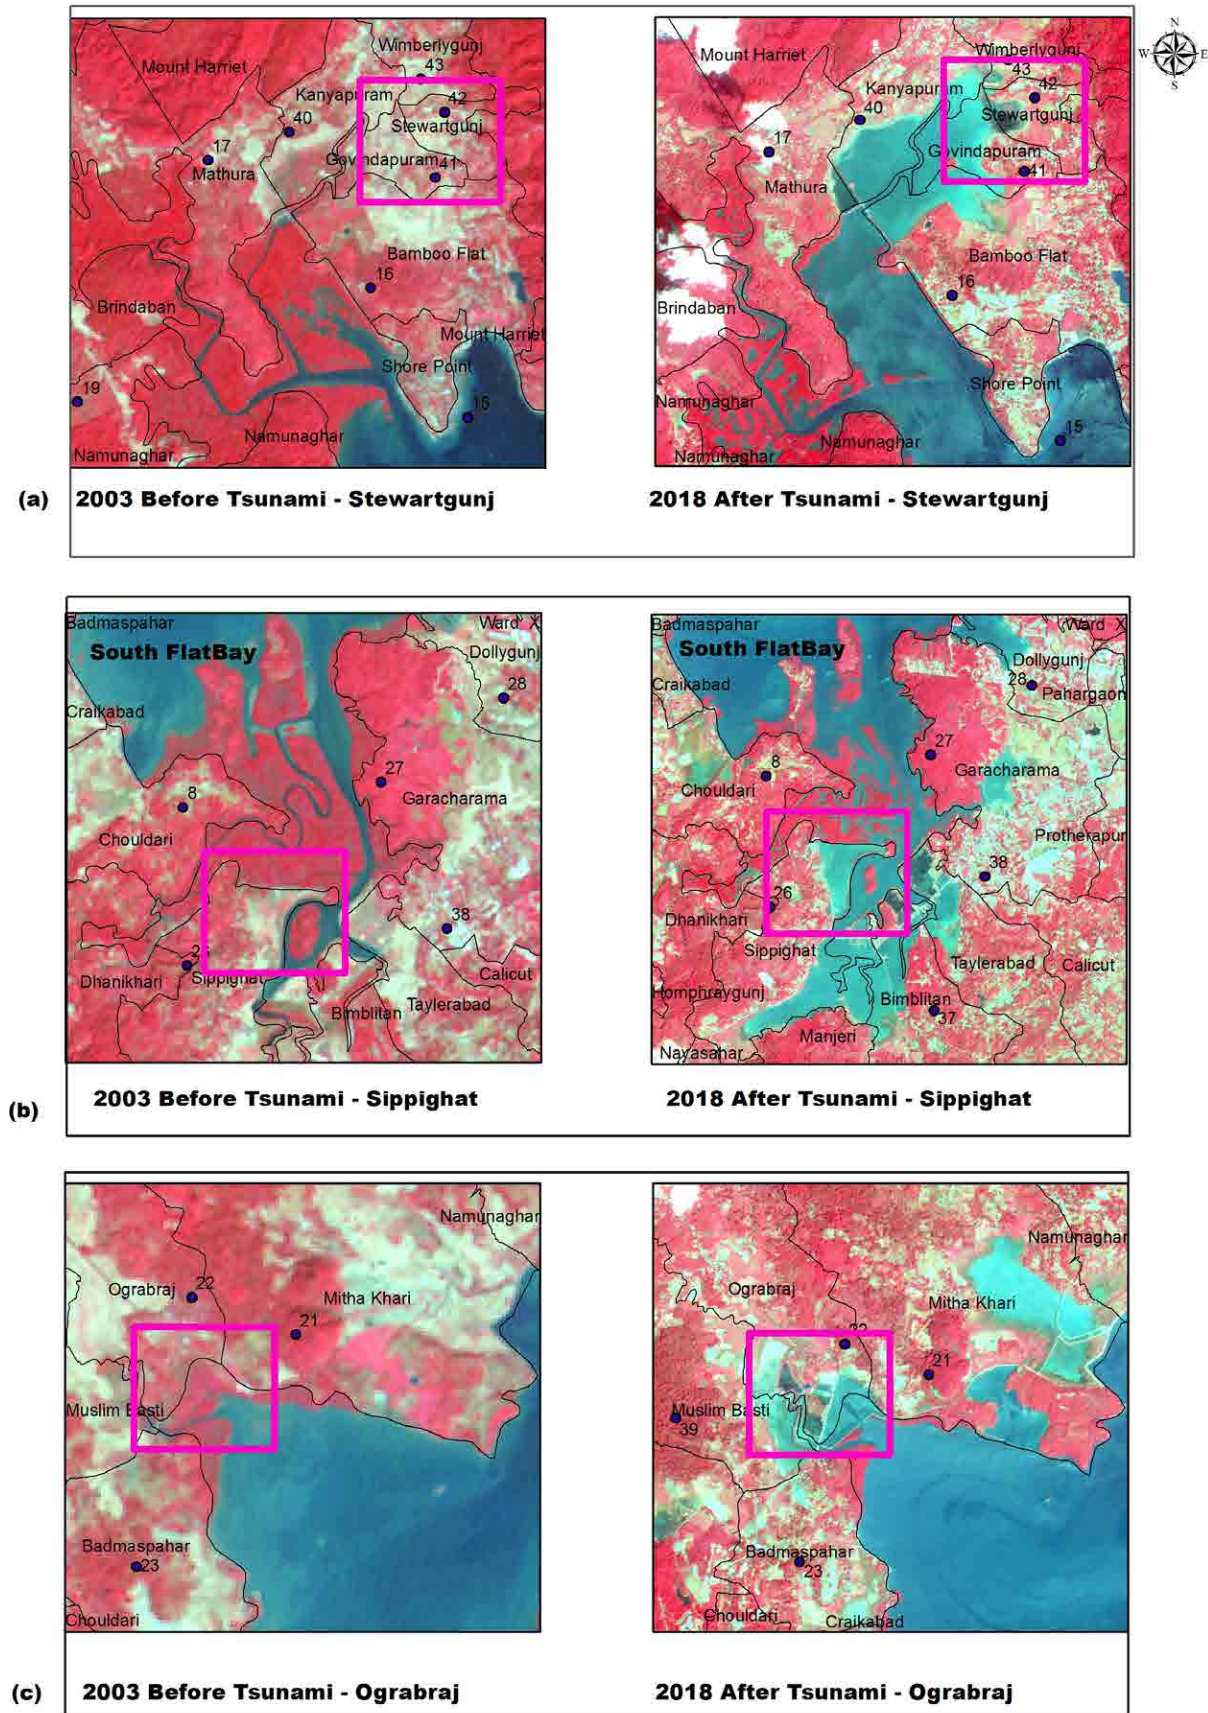 N
W E
S
Wimberlygunj
43
Mount Harriet
Kanyapuram
42
40
Stewartgunj
17
Govindapuram
41
Mathura
Bamboo Flat
16
Brindaban
Mount Harriet
Shore Point
19
15
Namunaghar
Namunaghar
Wimberlygunj
43
Mount Harriet
Kanyapuram
42
40
Stewartgunj
17
Govindapuram
41
Mathura
Bamboo Flat
16
Brindaban
Shore Point
Namunaghar
15
Namunaghar
Namunaghar
(a) 2003 Before Tsunami - Stewartgunj
2018 After Tsunami - Stewartgunj
Badmaspahar
Ward X
South FlatBay
Dollygunj
28
Craikabad
27
8
Garacharama
Chouldari
38
Dhanikhari
Sippighat
Calicut
Taylerabad
Bimblitan
Badmaspahar
Ward X
South FlatBay
Dollygunj
28
Craikabad
Pahargaon
27
8
Garacharama
Chouldari
Protherapur
38
26
Dhanikhari
Sippighat
Taylerabad
Calicut
Homphraygunj
Bimblitan
37
Manjeri
Nayasahar
(b) 2003 Before Tsunami - Sippighat
2018 After Tsunami - Sippighat
Namunaghar
Ograbraj
22
Mitha Khari
21
Muslim Basti
Badmaspahar
23
Chouldari
Namunaghar
Ograbraj
Mitha Khari
22
21
Muslim Basti
39
Badmaspahar
23
Chouldari
Craikabad
(c) 2003 Before Tsunami - Ograbraj
2018 After Tsunami - Ograbraj